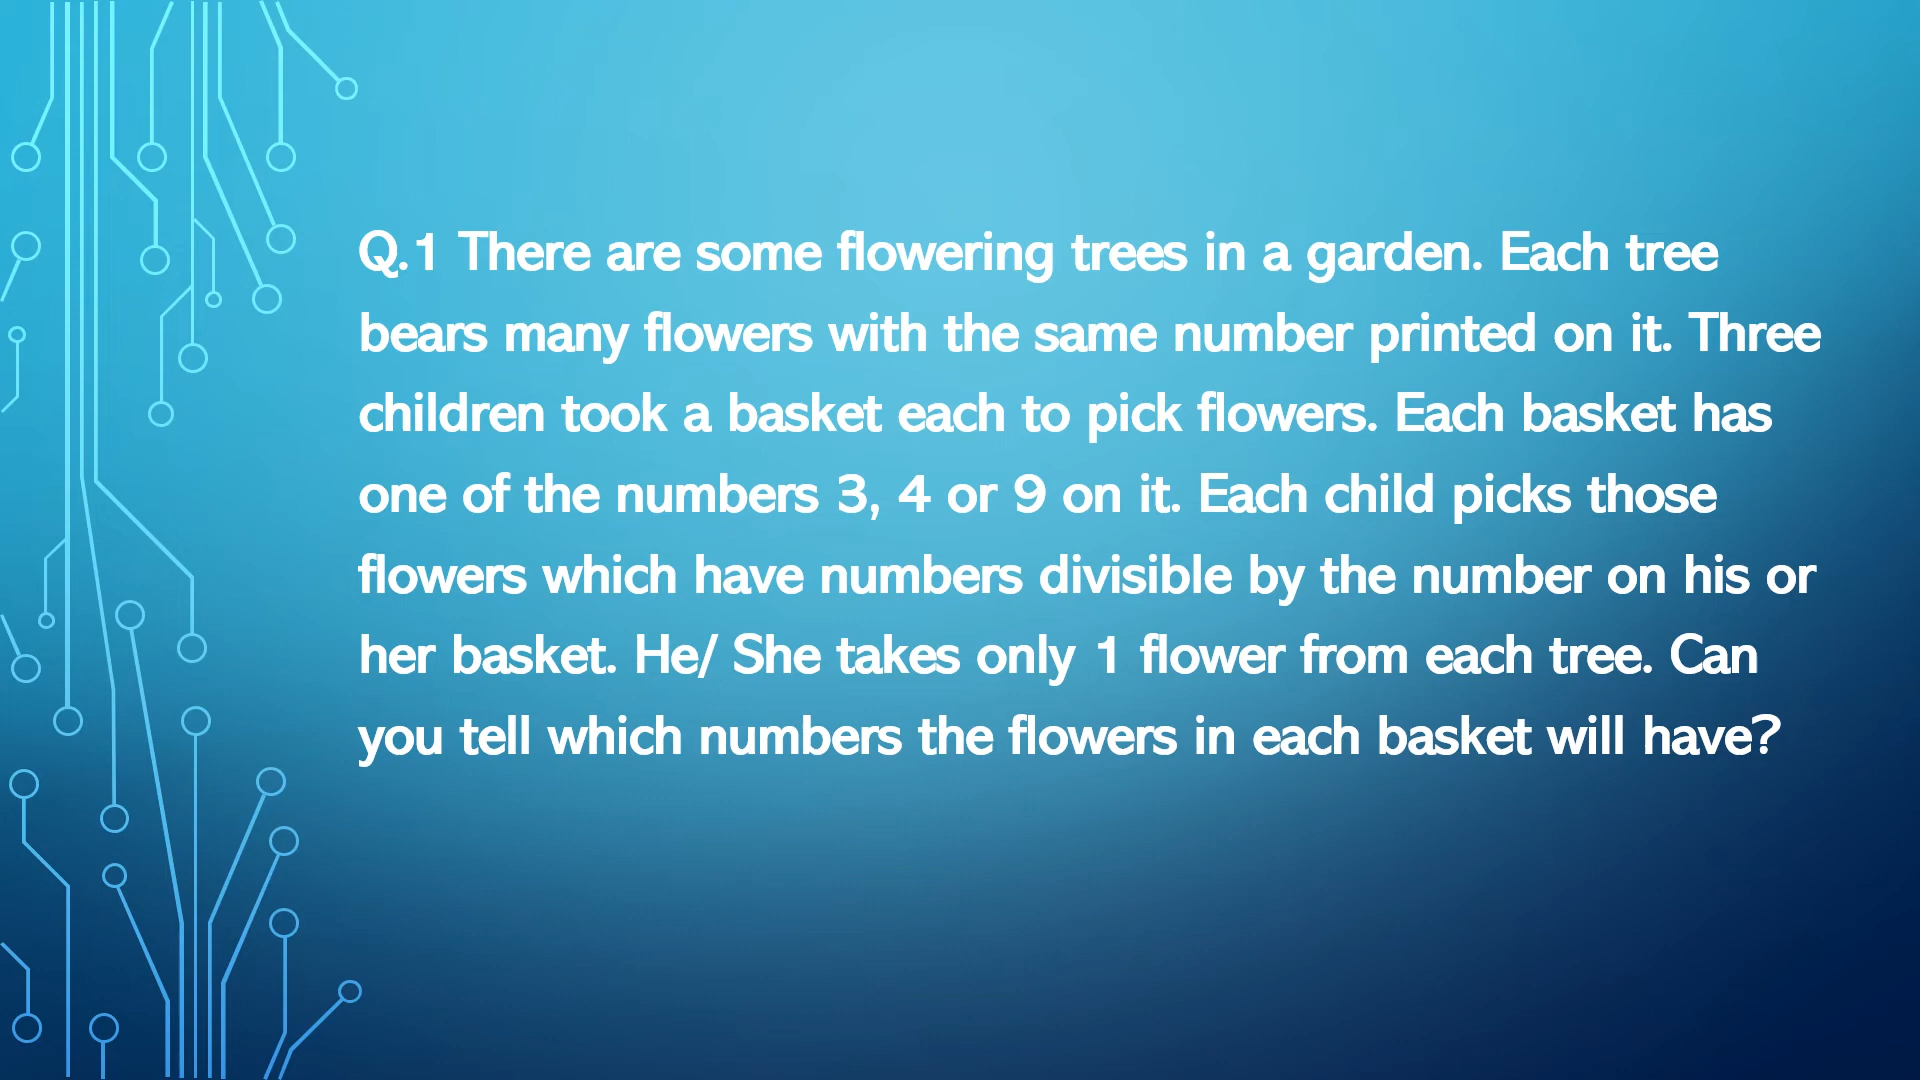 Q.1 There are some flowering trees in a garden. Each tree
bears many flowers with the same number printed on it. Three
children took a basket each to pick flowers. Each basket has
one of the numbers 3, 4 or 9 on it. Each child picks those
flowers which have numbers divisible by the number on his or
her basket. He/ She takes only 1 flower from each tree. Can
you tell which numbers the flowers in each basket will have?